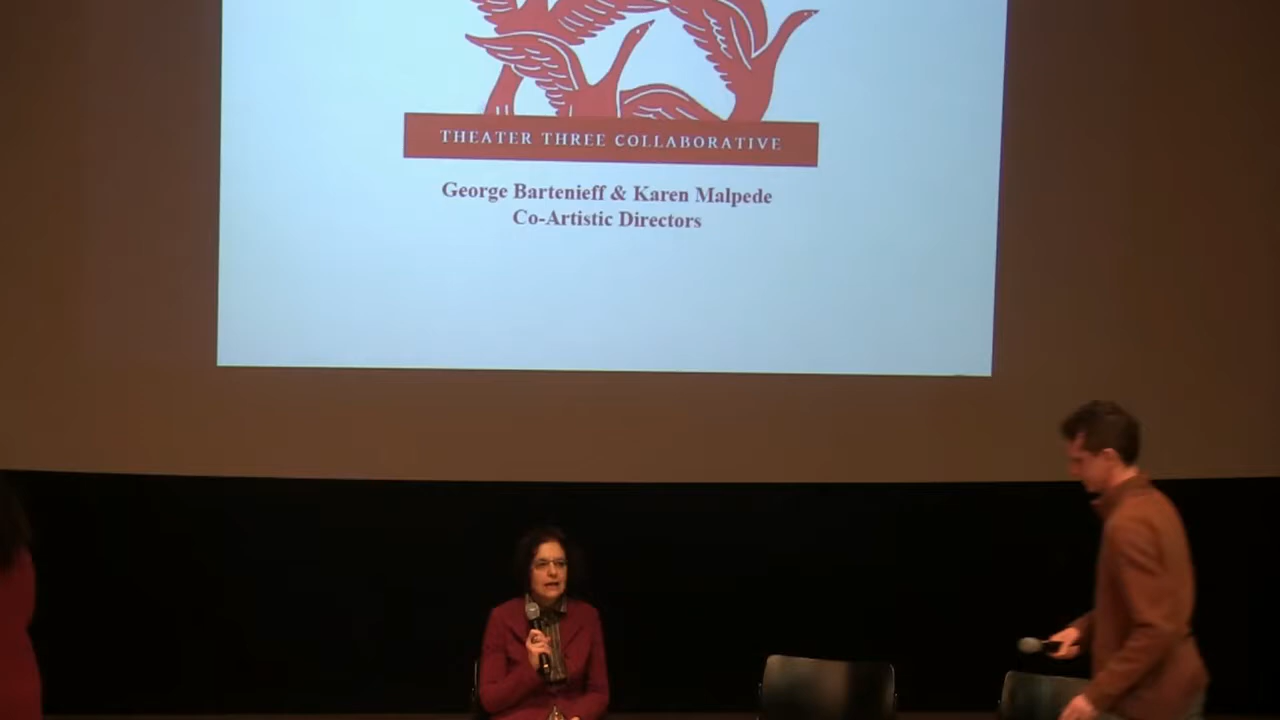 THEATER THREE COLLABORATIVE
George Bartenieff & Karen Malpede
Co-Artistic Directors